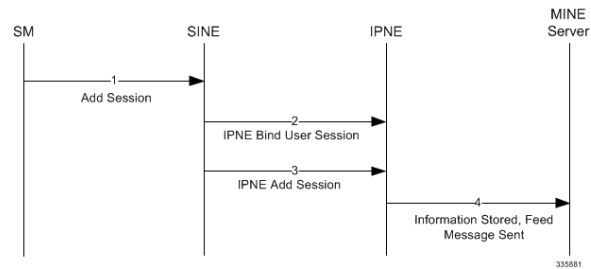 SM
SINE
IPNE
MINE
Server
1
Add Session
2
IPNE Bind User Session
3
IPNE Add Session
4
Information Stored, Feed
Message Sent
335881